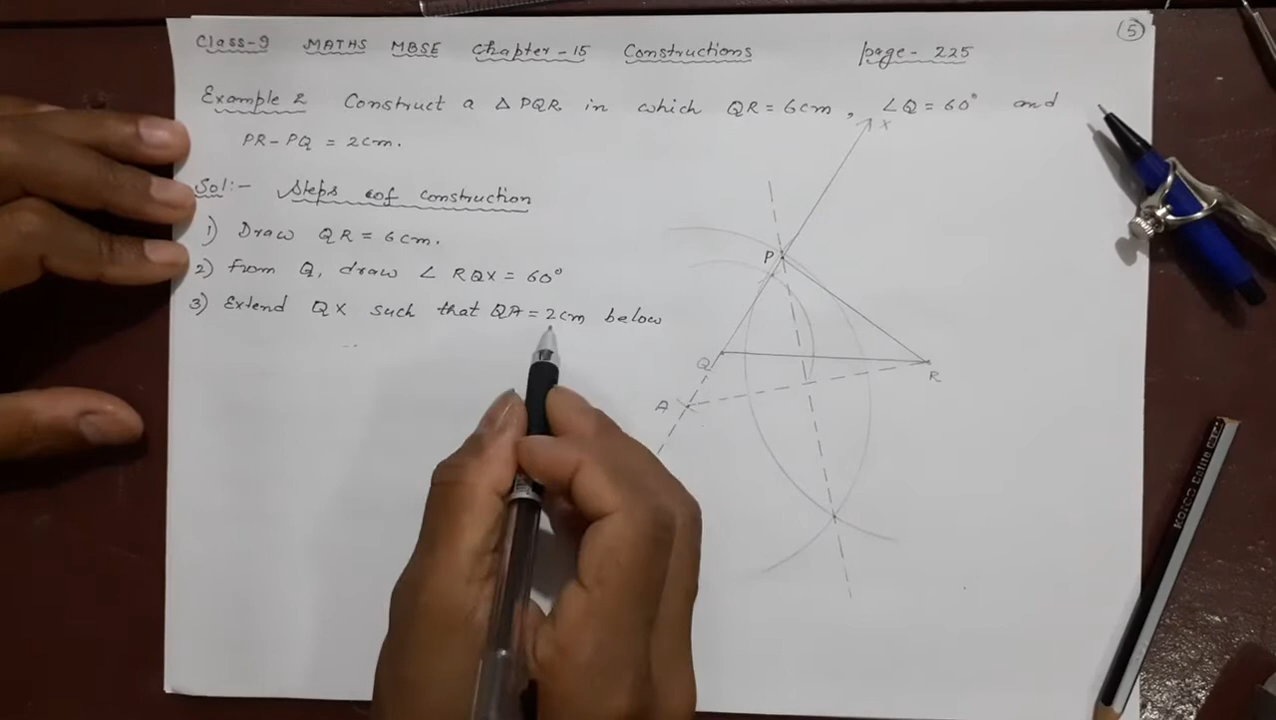 5
Class-9 MATHS MBSE Chapter-15 Constructions page- 225
Example 2 Construct a △ PQR in which QR = 6cm, ∠Q = 60° and
PR-PQ = 2cm.
Sol:- Steps of construction
1) Draw QR = 6cm.
2) from Q, draw ∠ RQX = 60°
3) Extend QX such that QA = 2cm below
X
P
Q
R
A